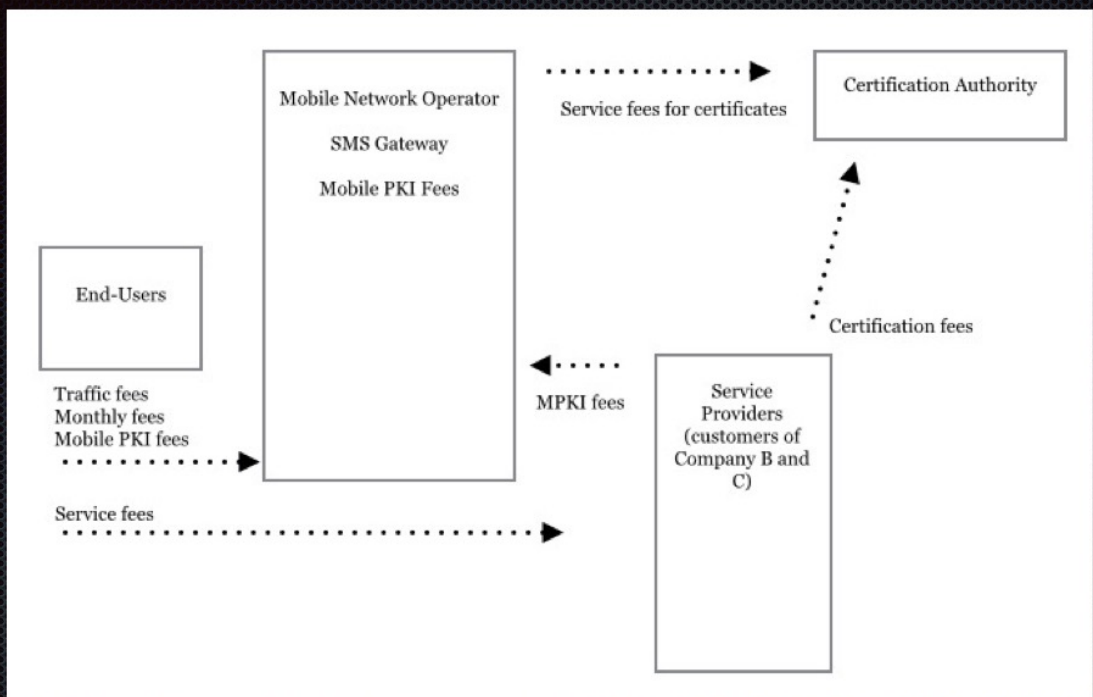 Mobile Network Operator
SMS Gateway
Mobile PKI Fees
Service fees for certificates
Certification Authority
End-Users
Traffic fees
Monthly fees
Mobile PKI fees
Service fees
MPKI fees
Certification fees
Service
Providers
(customers of
Company B and
C)